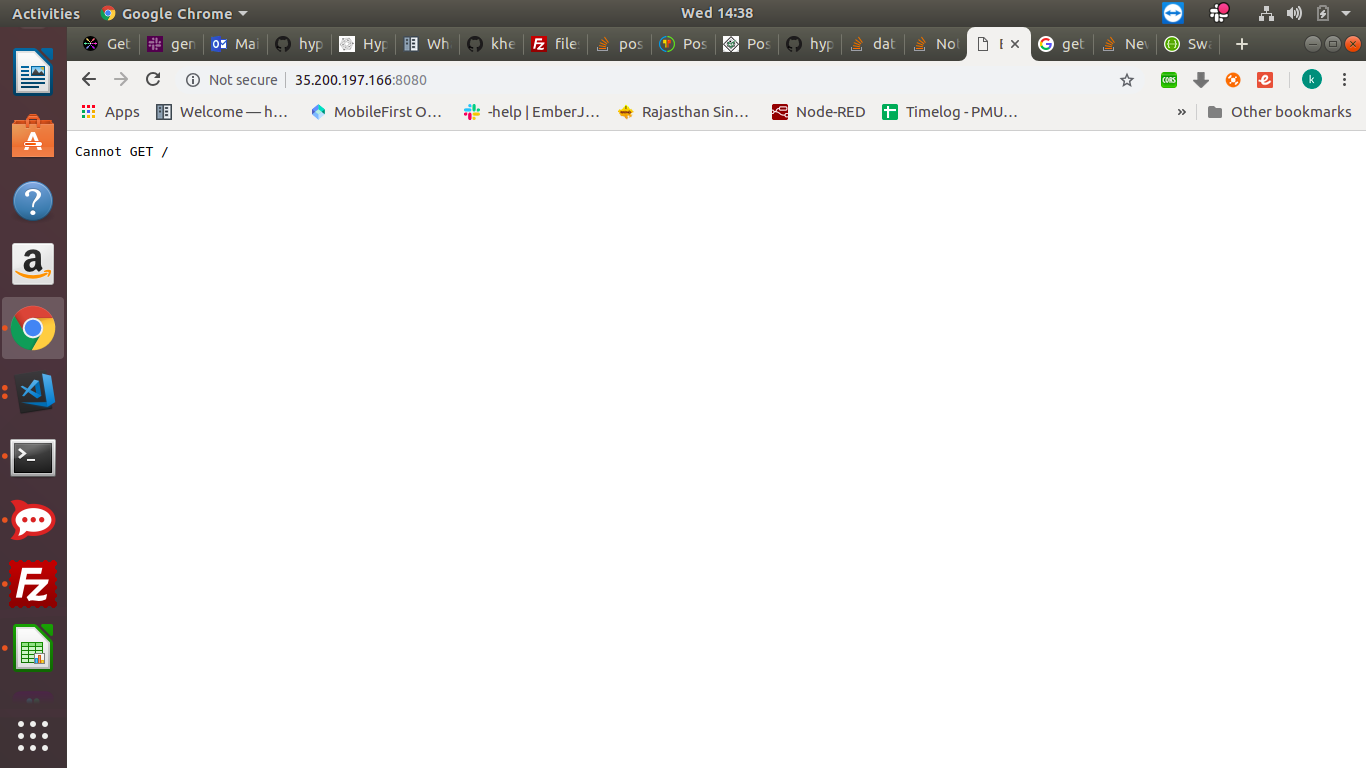 Activities Google Chrome Wed 14:38
Get gen Mai hyp Hyp Wh khe file pos Pos Pos hyp dat Not get Nev Swa
Not secure 35.200.197.166:8080 CORS k
Apps Welcome — h… MobileFirst O… -help | EmberJ… Rajasthan Sin… Node-RED Timelog - PMU… » Other bookmarks
Cannot GET /